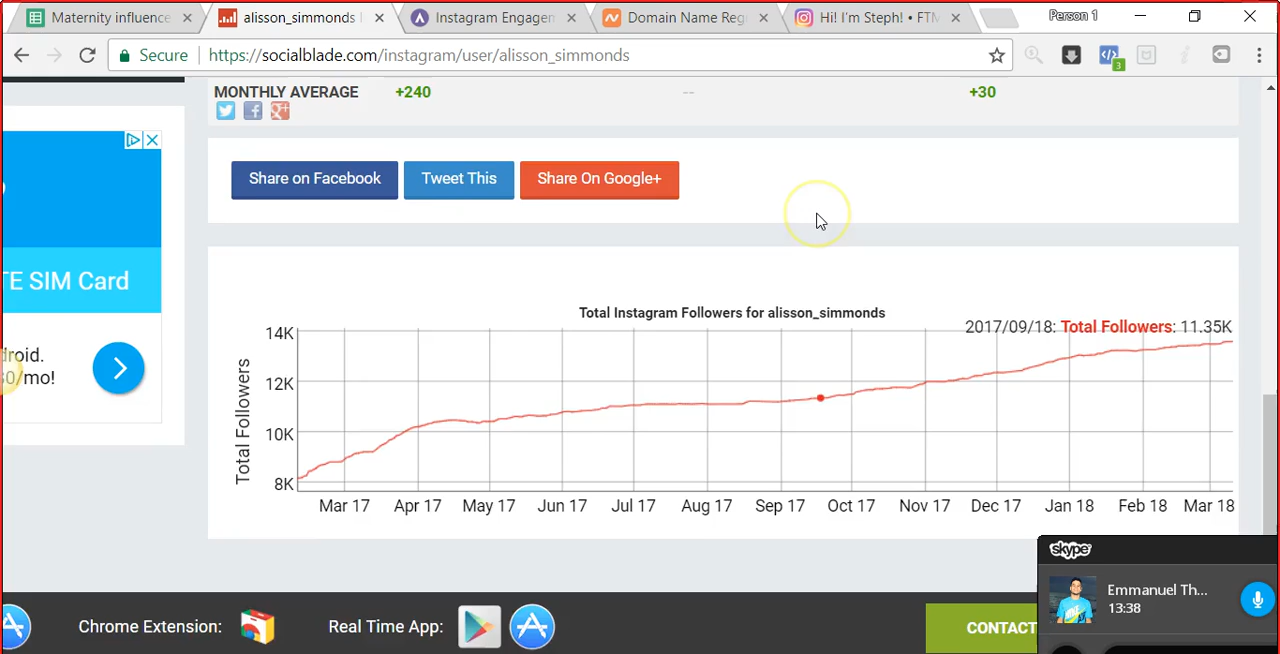 Maternity influence
alisson_simmonds
Instagram Engagem
Domain Name Reg
Hi! I'm Steph! • FTM
Person 1
Secure
https://socialblade.com/instagram/user/alisson_simmonds
3
MONTHLY AVERAGE +240 -- +30
Share on Facebook
Tweet This
Share On Google+
TE SIM Card
droid.
0/mo!
Total Instagram Followers for alisson_simmonds
2017/09/18: Total Followers: 11.35K
Total Followers
14K
12K
10K
8K
Mar 17 Apr 17 May 17 Jun 17 Jul 17 Aug 17 Sep 17 Oct 17 Nov 17 Dec 17 Jan 18 Feb 18 Mar 18
skype
Emmanuel Th...
13:38
Chrome Extension:
Real Time App:
CONTACT